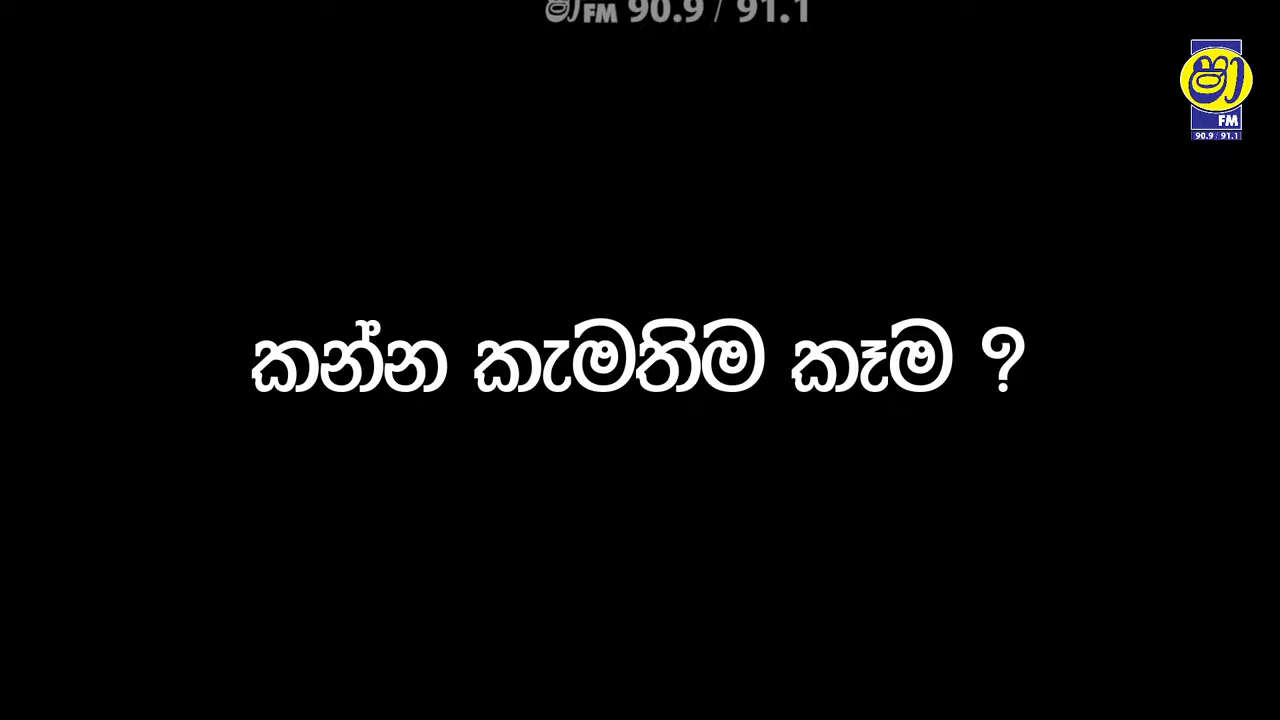 ෂා FM 90.9 / 91.1
ෂා
FM
90.9 / 91.1
කන්න කැමතිම කෑම ?